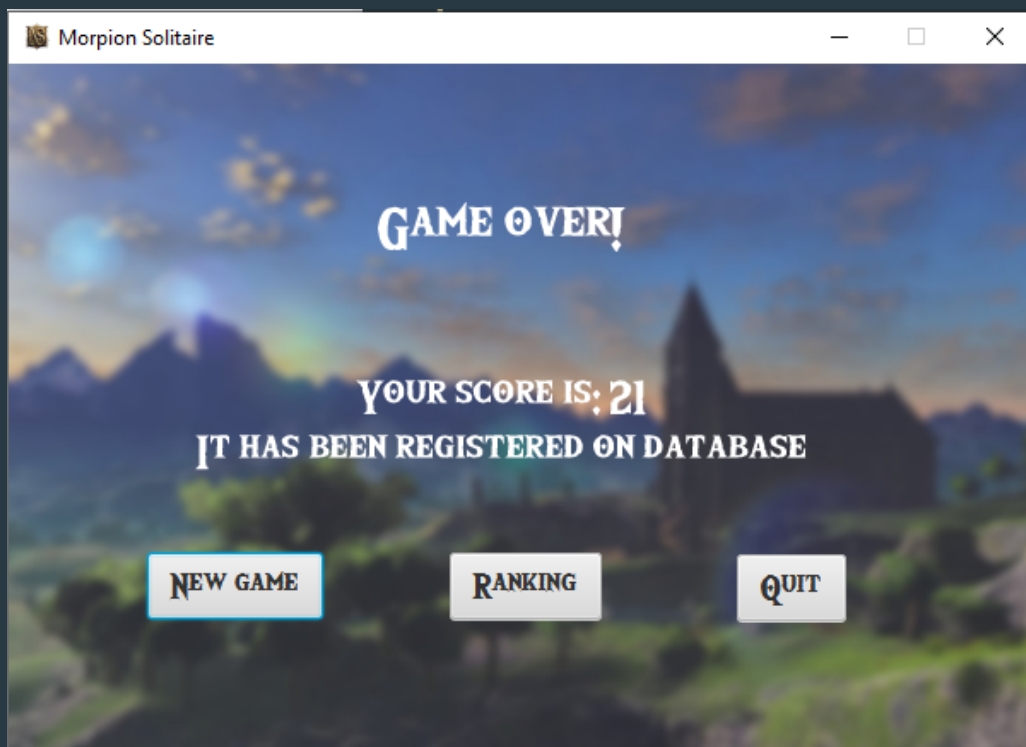 Morpion Solitaire
Game over!
Your score is: 21
It has been registered on database
New game
Ranking
Quit